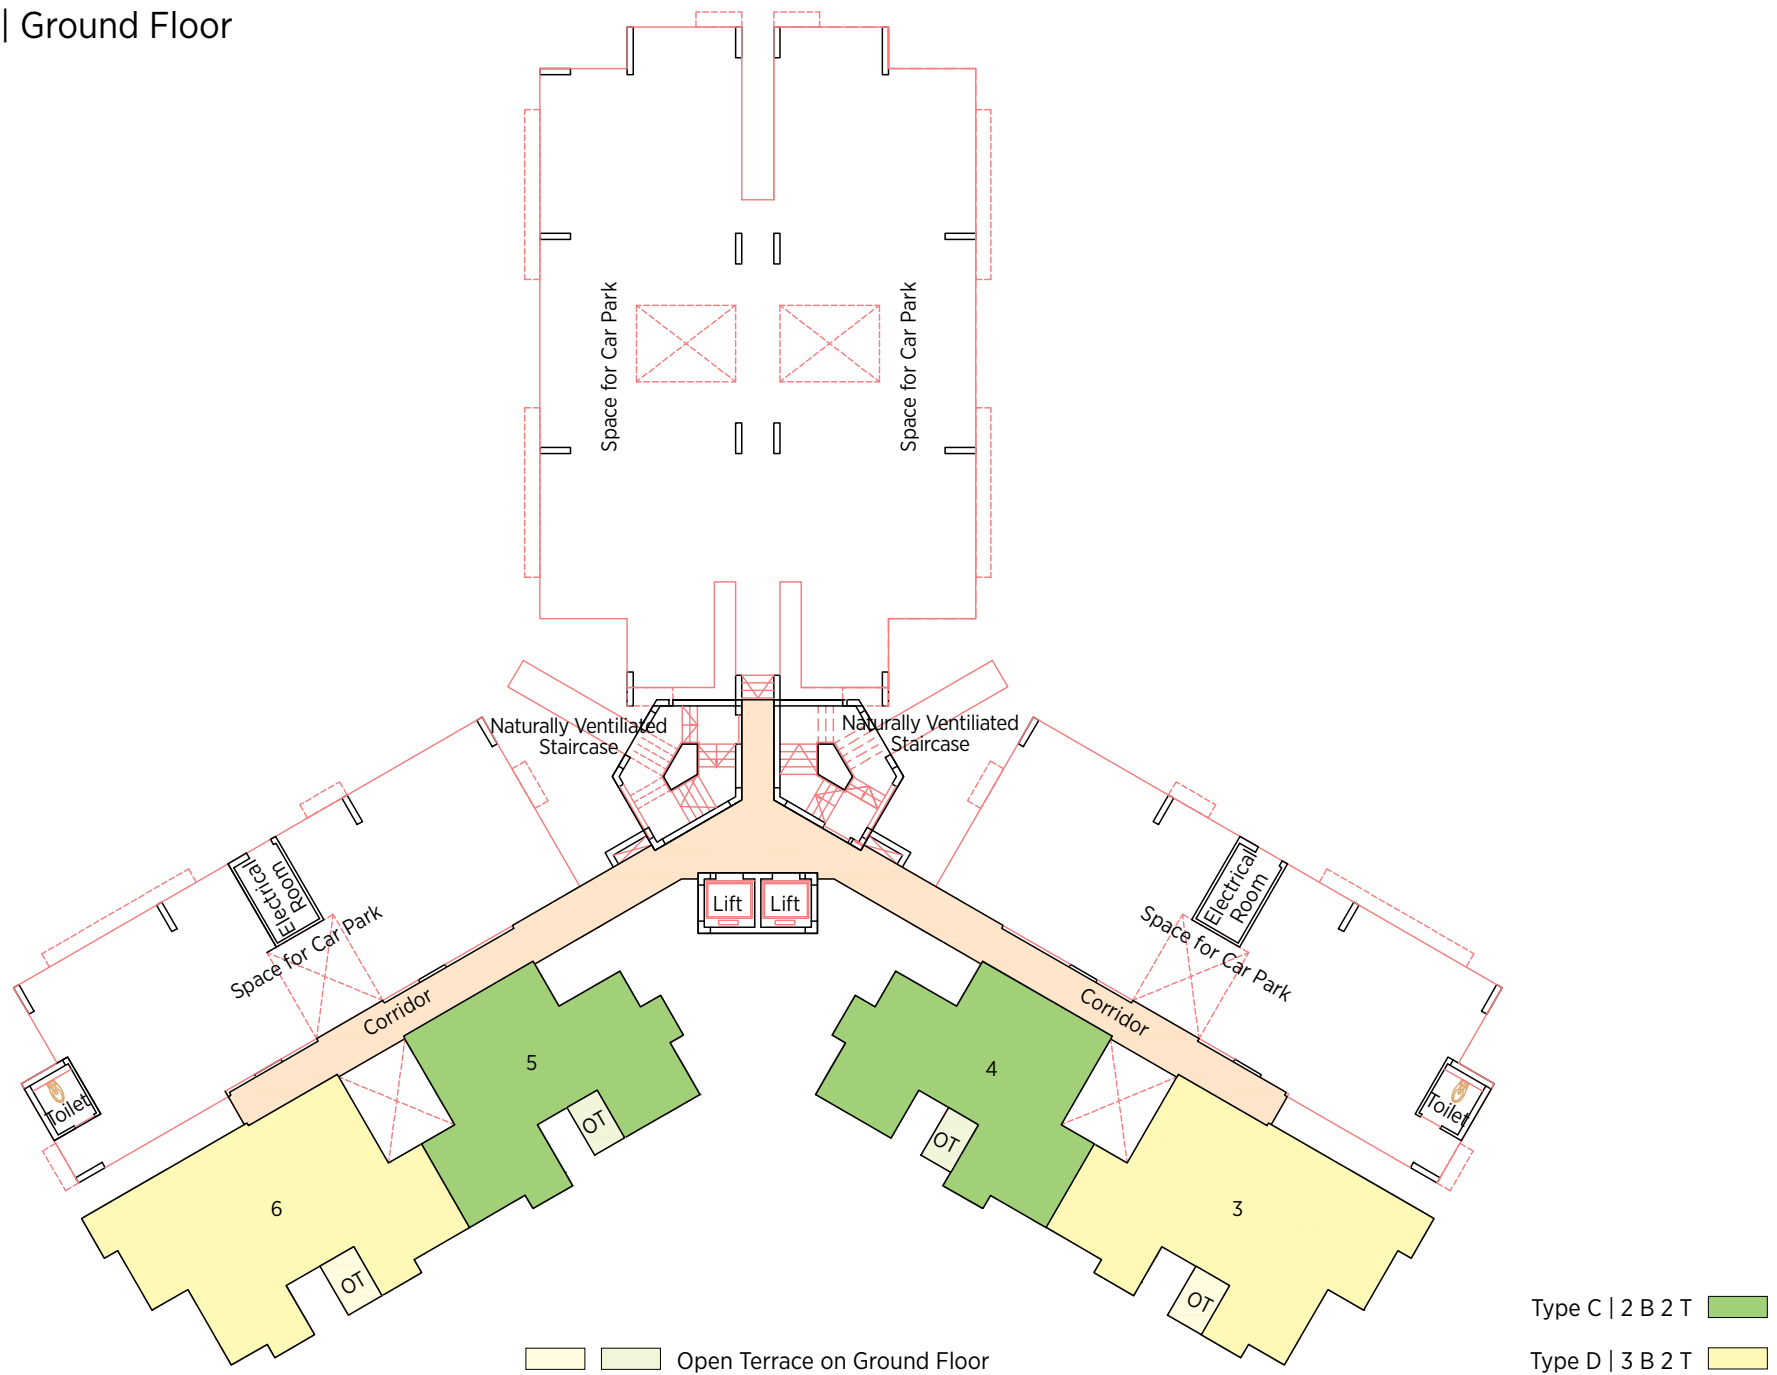 | Ground Floor
Space for Car Park
Space for Car Park
Naturally Ventiliated
Staircase
Naturally Ventiliated
Staircase
Electrical
Room
Electrical
Room
Lift
Lift
Space for Car Park
Space for Car Park
Corridor
Corridor
Toilet
Toilet
5
4
OT
OT
6
3
OT
OT
Type C | 2 B 2 T
Open Terrace on Ground Floor
Type D | 3 B 2 T